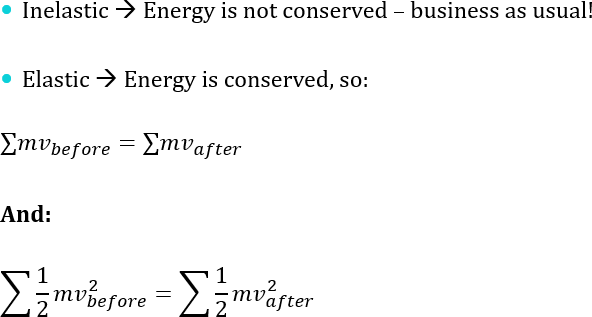 • Inelastic → Energy is not conserved – business as usual!
• Elastic → Energy is conserved, so:
∑mv_before = ∑mv_after
And:
∑ 1/2 mv²_before = ∑ 1/2 mv²_after